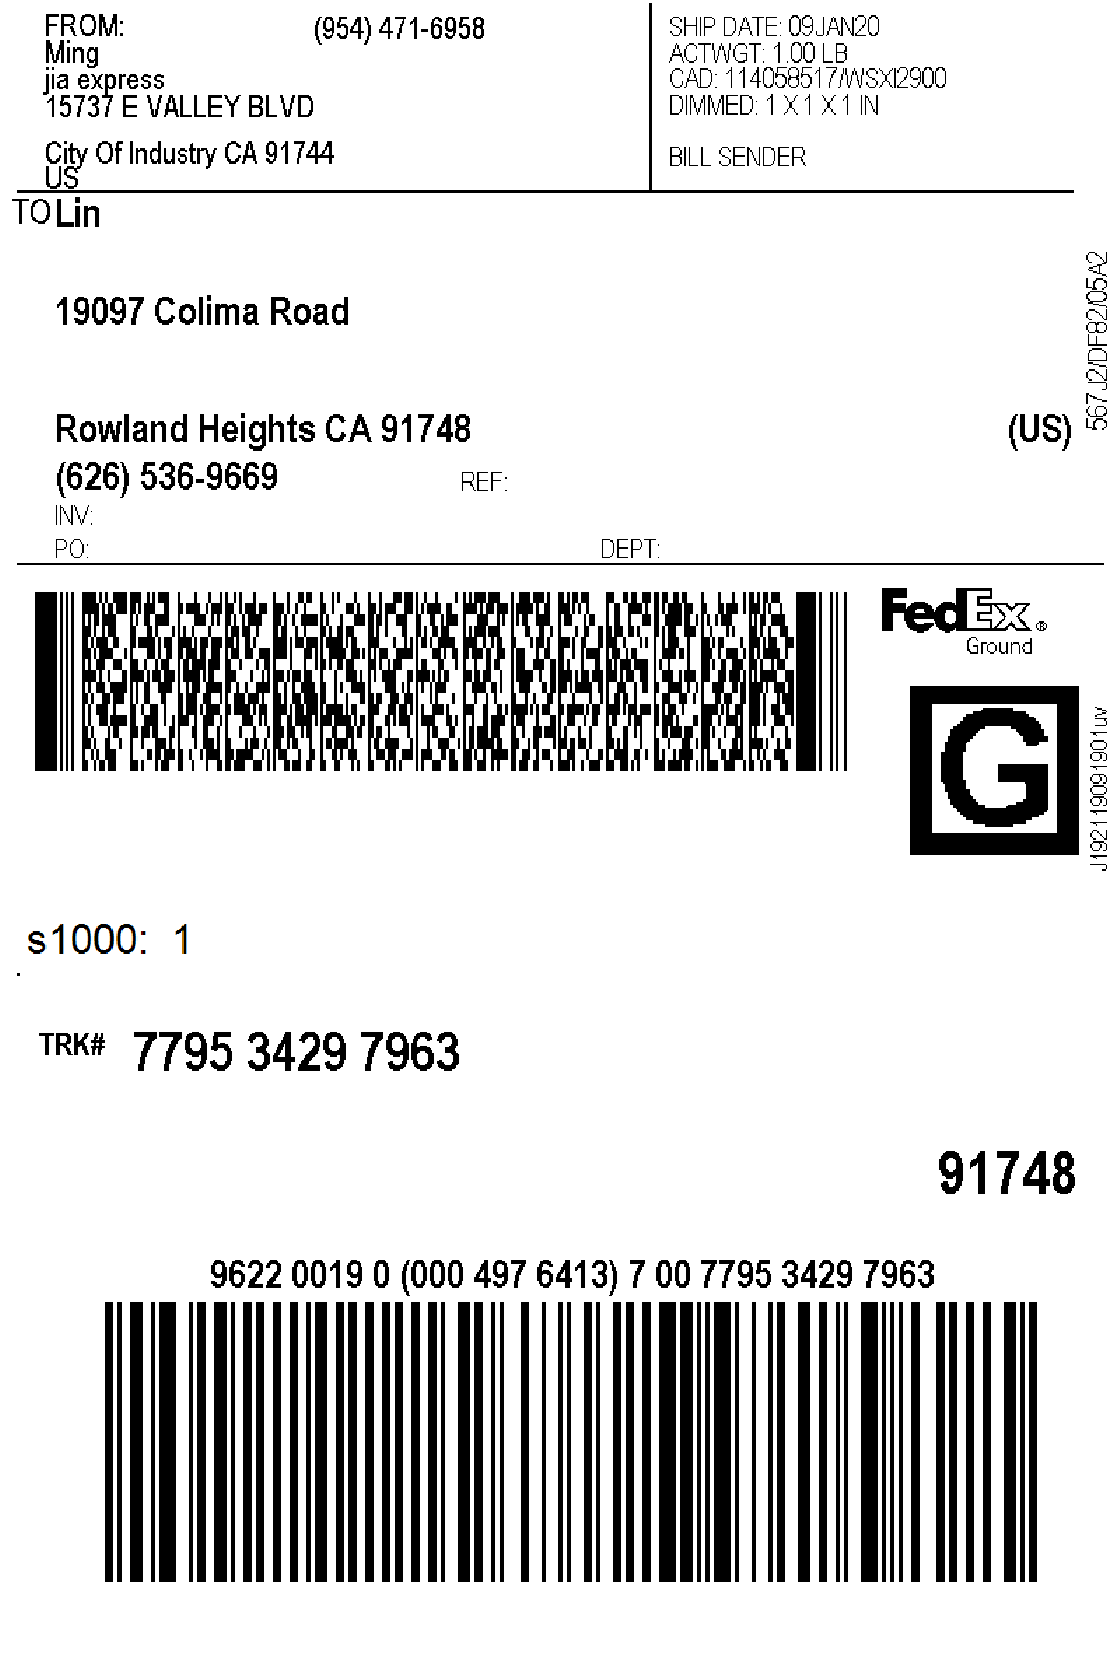 FROM: (954) 471-6958
Ming
jia express
15737 E VALLEY BLVD
City Of Industry CA 91744
US
SHIP DATE: 09JAN20
ACTWGT: 1.00 LB
CAD: 114058517/WSXI2900
DIMMED: 1 X 1 X 1 IN
BILL SENDER
TO Lin
19097 Colima Road
Rowland Heights CA 91748 (US)
(626) 536-9669 REF:
INV:
PO: DEPT:
567J2/DF82/05A2
FedEx®
Ground
G
J192119091901uv
s1000: 1
.
TRK# 7795 3429 7963
91748
9622 0019 0 (000 497 6413) 7 00 7795 3429 7963